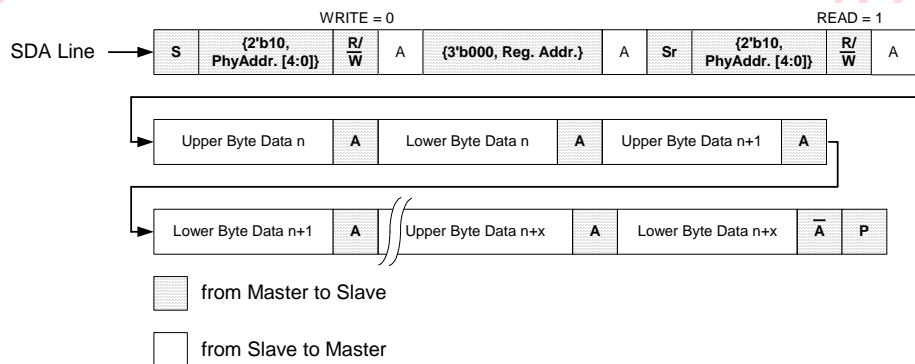 WRITE = 0 READ = 1
SDA Line S {2'b10, PhyAddr. [4:0]} R/W A {3'b000, Reg. Addr.} A Sr {2'b10, PhyAddr. [4:0]} R/W A
Upper Byte Data n A Lower Byte Data n A Upper Byte Data n+1 A
Lower Byte Data n+1 A Upper Byte Data n+x A Lower Byte Data n+x A P
from Master to Slave
from Slave to Master